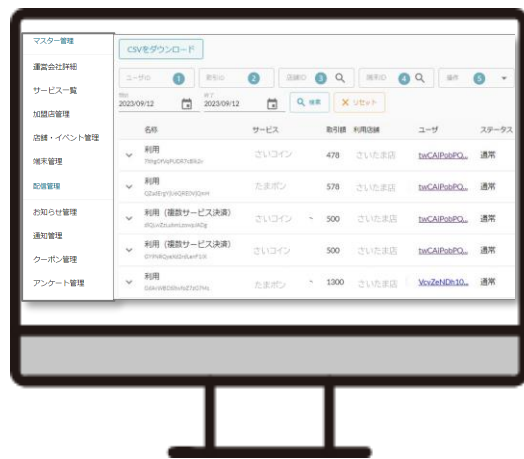 マスター管理
運営会社詳細
サービス一覧
加盟店管理
店舗・イベント管理
端末管理
配信管理
お知らせ管理
通知管理
クーポン管理
アンケート管理
CSVをダウンロード
ユーザID 1 取引ID 2 店舗ID 3 端末ID 4 操作 5
開始 終了
2023/09/12 2023/09/12 検索 × リセット
名称 サービス 取引額 利用店舗 ユーザ ステータス
利用 さいコイン 478 さいたま店 twCAIPobPQ... 通常
利用 たまポン 578 さいたま店 twCAIPobPQ... 通常
利用（複数サービス決済） さいコイン 500 さいたま店 twCAIPobPQ... 通常
利用（複数サービス決済） さいコイン 500 さいたま店 twCAIPobPQ... 通常
利用 たまポン 1300 さいたま店 VcvZeNDh10... 通常